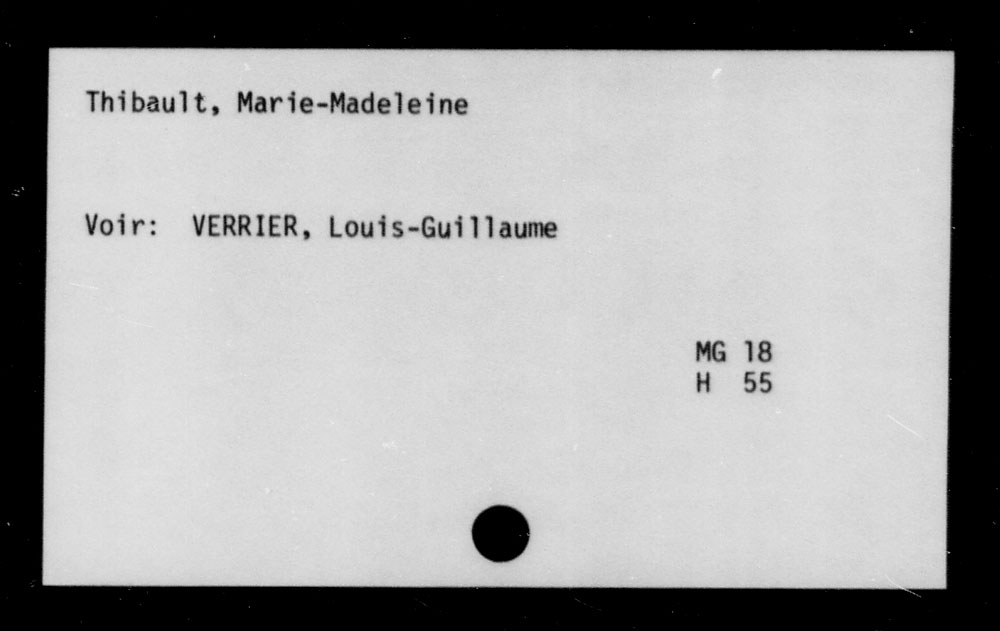 Thibault, Marie-Madeleine
Voir: VERRIER, Louis-Guillaume
MG 18
H 55